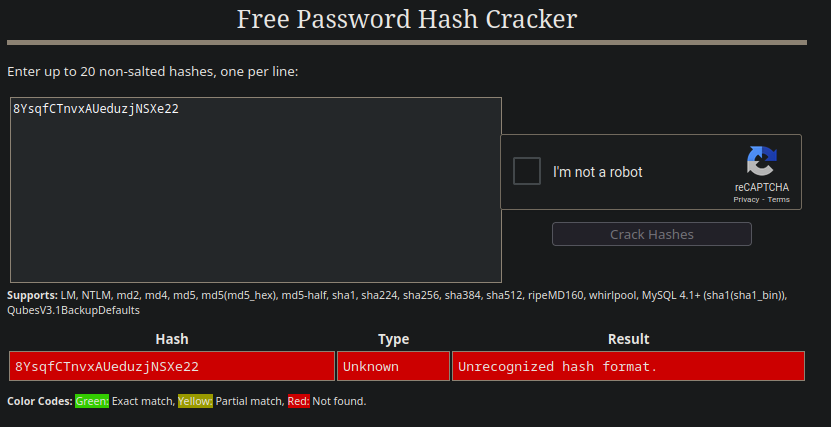 Free Password Hash Cracker
Enter up to 20 non-salted hashes, one per line:
8YsqfCTnvxAUeduzjNSXe22
I'm not a robot
reCAPTCHA
Privacy - Terms
Crack Hashes
Supports: LM, NTLM, md2, md4, md5, md5(md5_hex), md5-half, sha1, sha224, sha256, sha384, sha512, ripeMD160, whirlpool, MySQL 4.1+ (sha1(sha1_bin)),
QubesV3.1BackupDefaults
Hash Type Result
8YsqfCTnvxAUeduzjNSXe22 Unknown Unrecognized hash format.
Color Codes: Green: Exact match, Yellow: Partial match, Red: Not found.